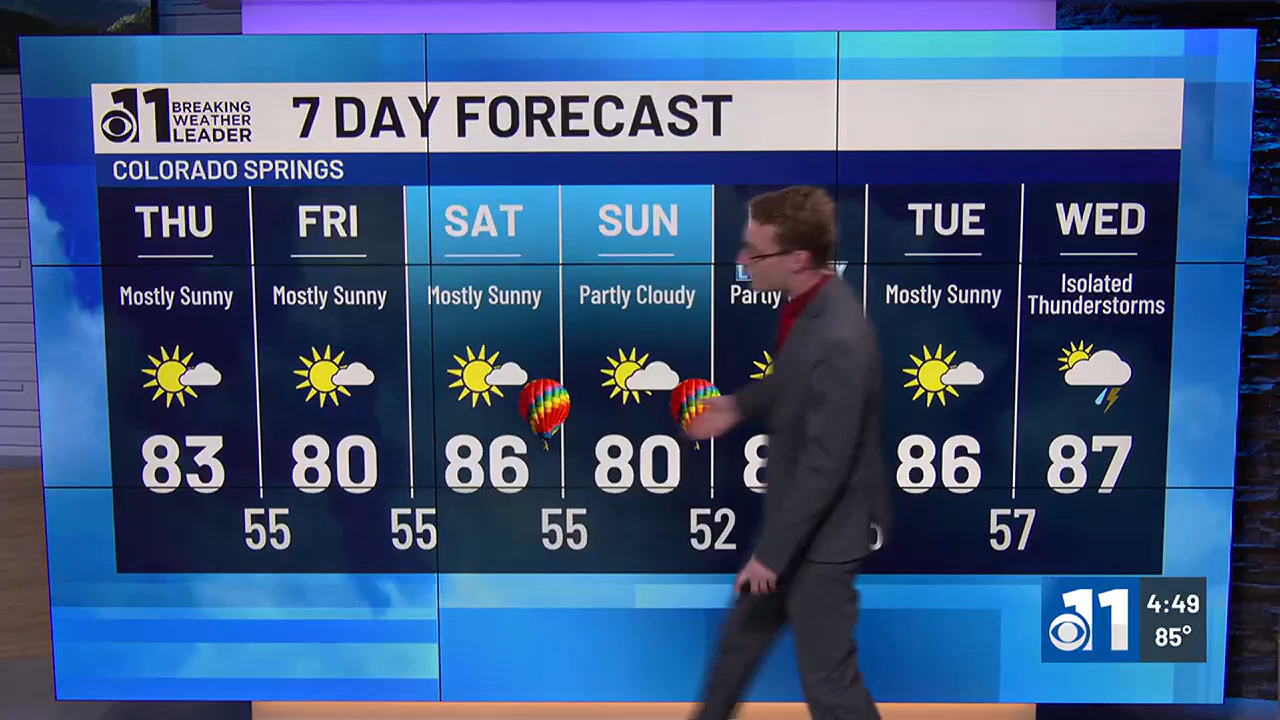 11 BREAKING
WEATHER
LEADER
7 DAY FORECAST
COLORADO SPRINGS
THU FRI SAT SUN TUE WED
Mostly Sunny Mostly Sunny Mostly Sunny Partly Cloudy Partly Mostly Sunny Isolated
Thunderstorms
83 80 86 80 86 87
55 55 55 52 57
11 4:49
85°